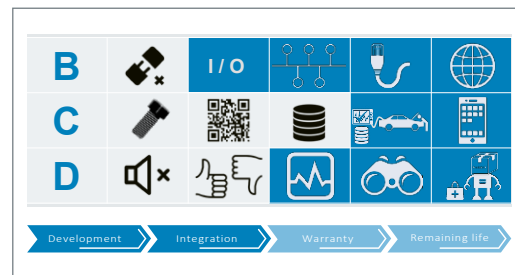 B
I/O
C
D
Development
Integration
Warranty
Remaining life